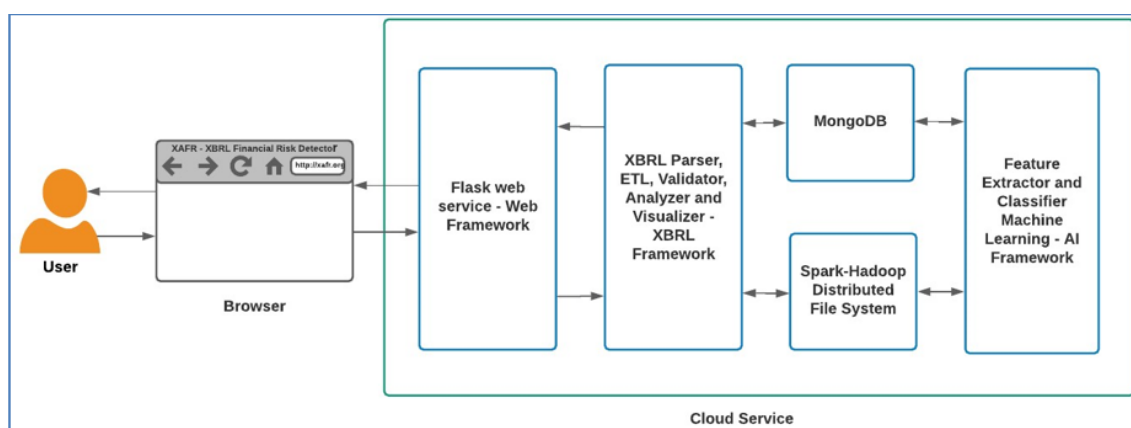 XAFR - XBRL Financial Risk Detector
http://xafr.org
User
Browser
Flask web
service - Web
Framework
XBRL Parser,
ETL, Validator,
Analyzer and
Visualizer -
XBRL
Framework
MongoDB
Spark-Hadoop
Distributed
File System
Feature
Extractor and
Classifier
Machine
Learning - AI
Framework
Cloud Service